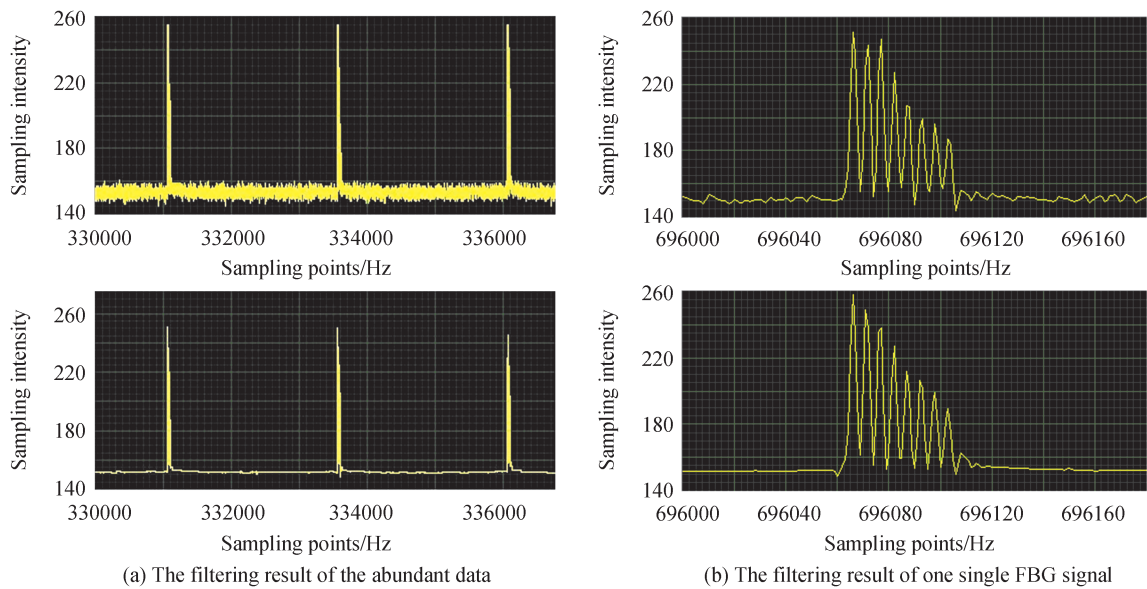 260
220
180
140
Sampling intensity
330000 332000 334000 336000
Sampling points/Hz
260
220
180
140
Sampling intensity
696000 696040 696080 696120 696160
Sampling points/Hz
260
220
180
140
Sampling intensity
330000 332000 334000 336000
Sampling points/Hz
260
220
180
140
Sampling intensity
696000 696040 696080 696120 696160
Sampling points/Hz
(a) The filtering result of the abundant data
(b) The filtering result of one single FBG signal